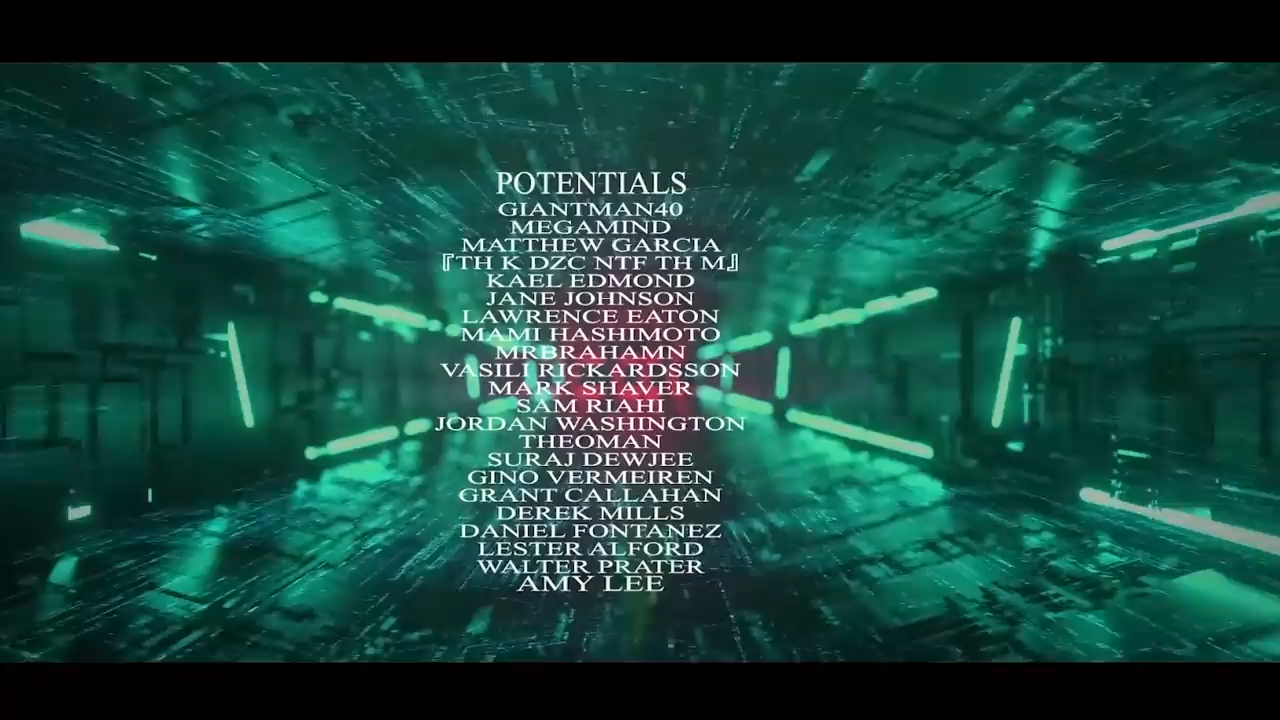 POTENTIALS
GIANTMAN40
MEGAMIND
MATTHEW GARCIA
『TH K DZC NTF TH M』
KAEL EDMOND
JANE JOHNSON
LAWRENCE EATON
MAMI HASHIMOTO
MRBRAHAMN
VASILI RICKARDSSON
MARK SHAVER
SAM RIAHI
JORDAN WASHINGTON
THEOMAN
SURAJ DEWJEE
GINO VERMEIREN
GRANT CALLAHAN
DEREK MILLS
DANIEL FONTANEZ
LESTER ALFORD
WALTER PRATER
AMY LEE